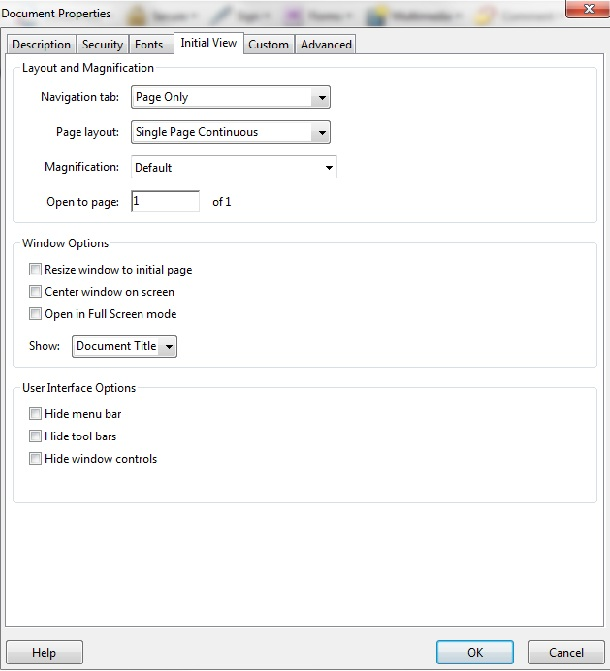 Document Properties
Secure Sign Forms Multimedia Comment
Description Security Fonts Initial View Custom Advanced
Layout and Magnification
Navigation tab: Page Only
Page layout: Single Page Continuous
Magnification: Default
Open to page: 1 of 1
Window Options
Resize window to initial page
Center window on screen
Open in Full Screen mode
Show: Document Title
User Interface Options
Hide menu bar
Hide tool bars
Hide window controls
Help OK Cancel